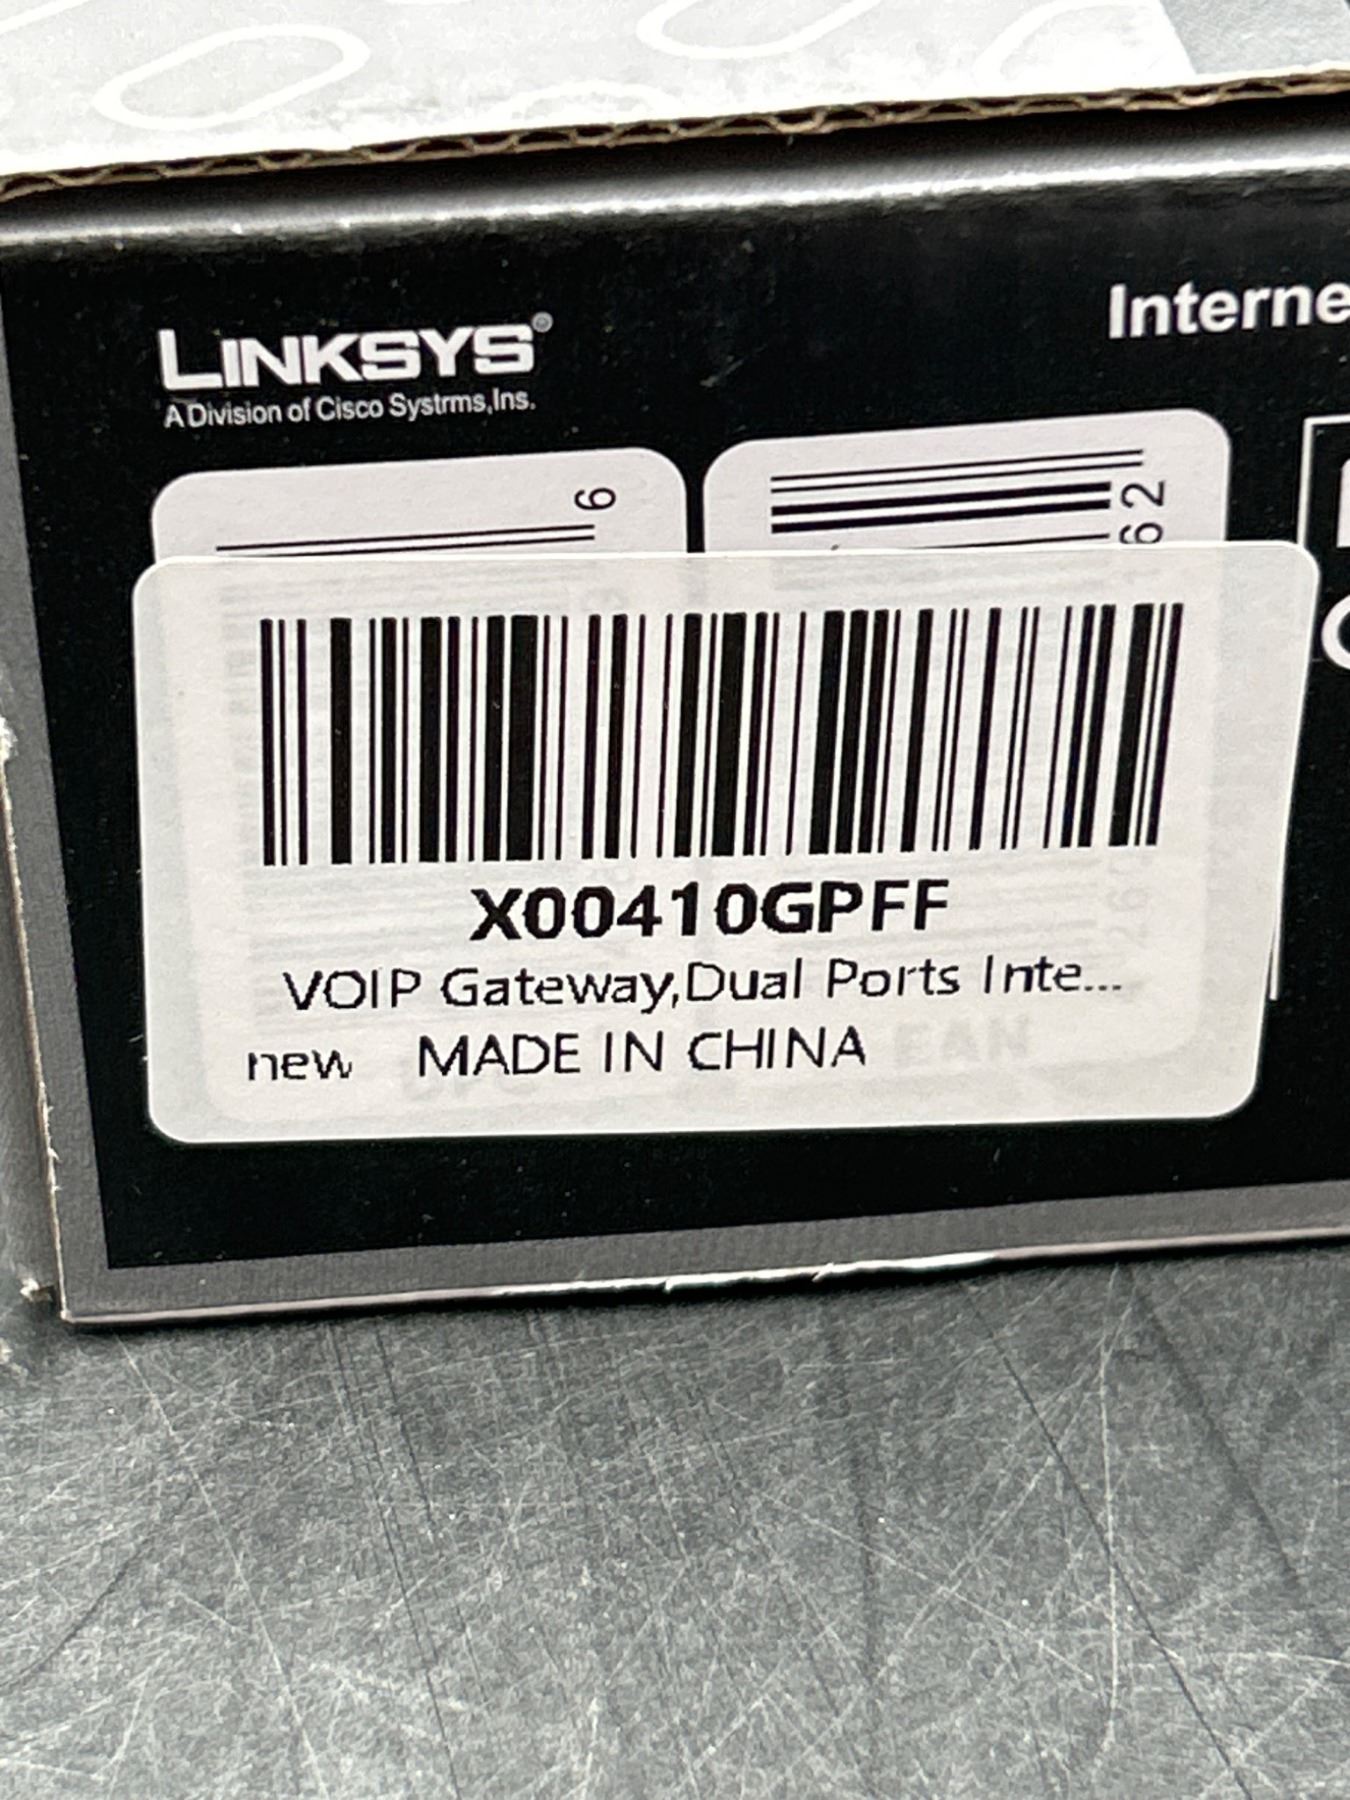 LINKSYS®
A Division of Cisco Systrms,Ins.
Interne
6
62
X00410GPFF
VOIP Gateway,Dual Ports Inte...
new MADE IN CHINA
EAN